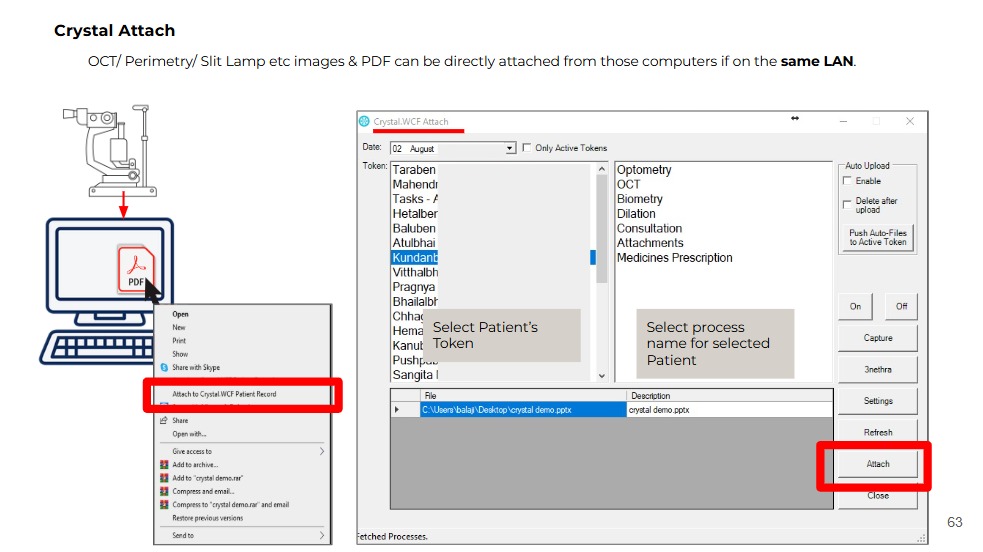 Crystal Attach
OCT/ Perimetry/ Slit Lamp etc images & PDF can be directly attached from those computers if on the same LAN.
PDF
Open
New
Print
Show
Share with Skype
Attach to Crystal.WCF Patient Record
Share
Open with...
Give access to
Add to archive...
Add to "crystal demo.rar"
Compress and email...
Compress to "crystal demo.rar" and email
Restore previous versions
Send to
Crystal.WCF Attach
Date: 02 August
Only Active Tokens
Token:
Taraben
Mahendr
Tasks - A
Hetalber
Baluben
Atulbhai
Kundanb
Vitthalbh
Pragnya
Bhailalbh
Chhag
Hema
Kanub
Pushpab
Sangita
Select Patient's
Token
Optometry
OCT
Biometry
Dilation
Consultation
Attachments
Medicines Prescription
Select process
name for selected
Patient
Auto Upload
Enable
Delete after
upload
Push Auto-Files
to Active Token
On
Off
Capture
3nethra
Settings
Refresh
Attach
Close
File
Description
C:\Users\balaji\Desktop\crystal demo.pptx
crystal demo.pptx
Fetched Processes.
63